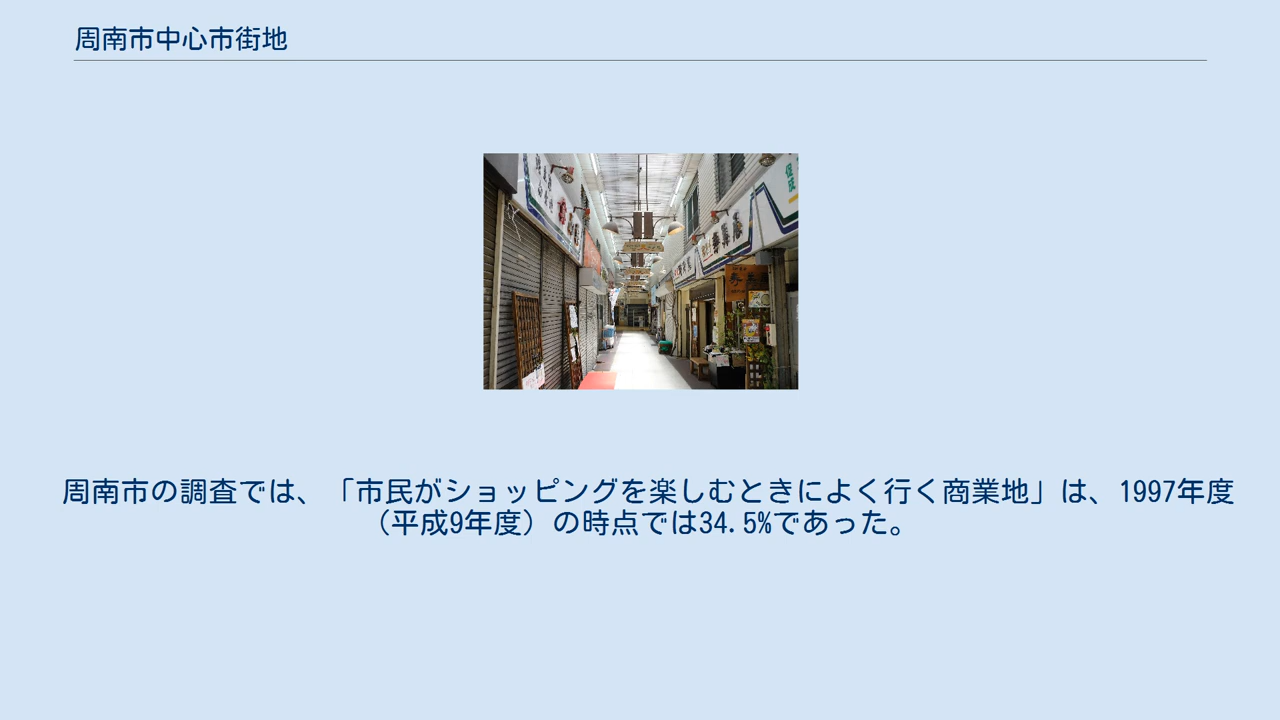 周南市中心市街地
周南市の調査では、「市民がショッピングを楽しむときによく行く商業地」は、1997年度
（平成9年度）の時点では34.5%であった。